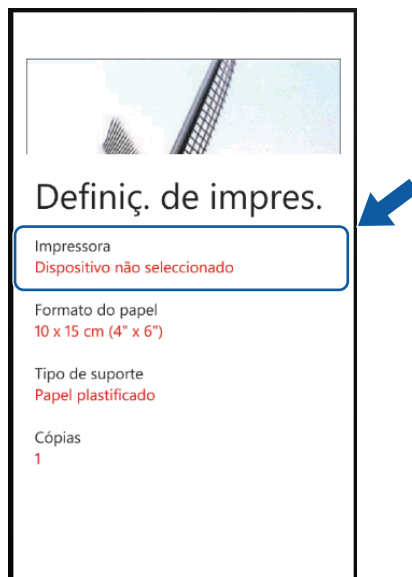 Definiç. de impres.
Impressora
Dispositivo não seleccionado
Formato do papel
10 x 15 cm (4" x 6")
Tipo de suporte
Papel plastificado
Cópias
1